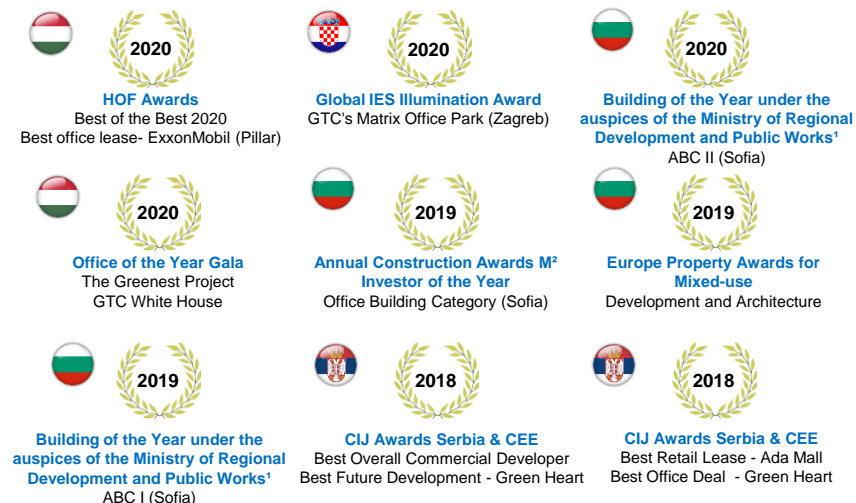 2020
HOF Awards
Best of the Best 2020
Best office lease- ExxonMobil (Pillar)
2020
Global IES Illumination Award
GTC's Matrix Office Park (Zagreb)
2020
Building of the Year under the
auspices of the Ministry of Regional
Development and Public Works¹
ABC II (Sofia)
2020
Office of the Year Gala
The Greenest Project
GTC White House
2019
Annual Construction Awards M²
Investor of the Year
Office Building Category (Sofia)
2019
Europe Property Awards for
Mixed-use
Development and Architecture
2019
Building of the Year under the
auspices of the Ministry of Regional
Development and Public Works¹
ABC I (Sofia)
2018
CIJ Awards Serbia & CEE
Best Overall Commercial Developer
Best Future Development - Green Heart
2018
CIJ Awards Serbia & CEE
Best Retail Lease - Ada Mall
Best Office Deal - Green Heart